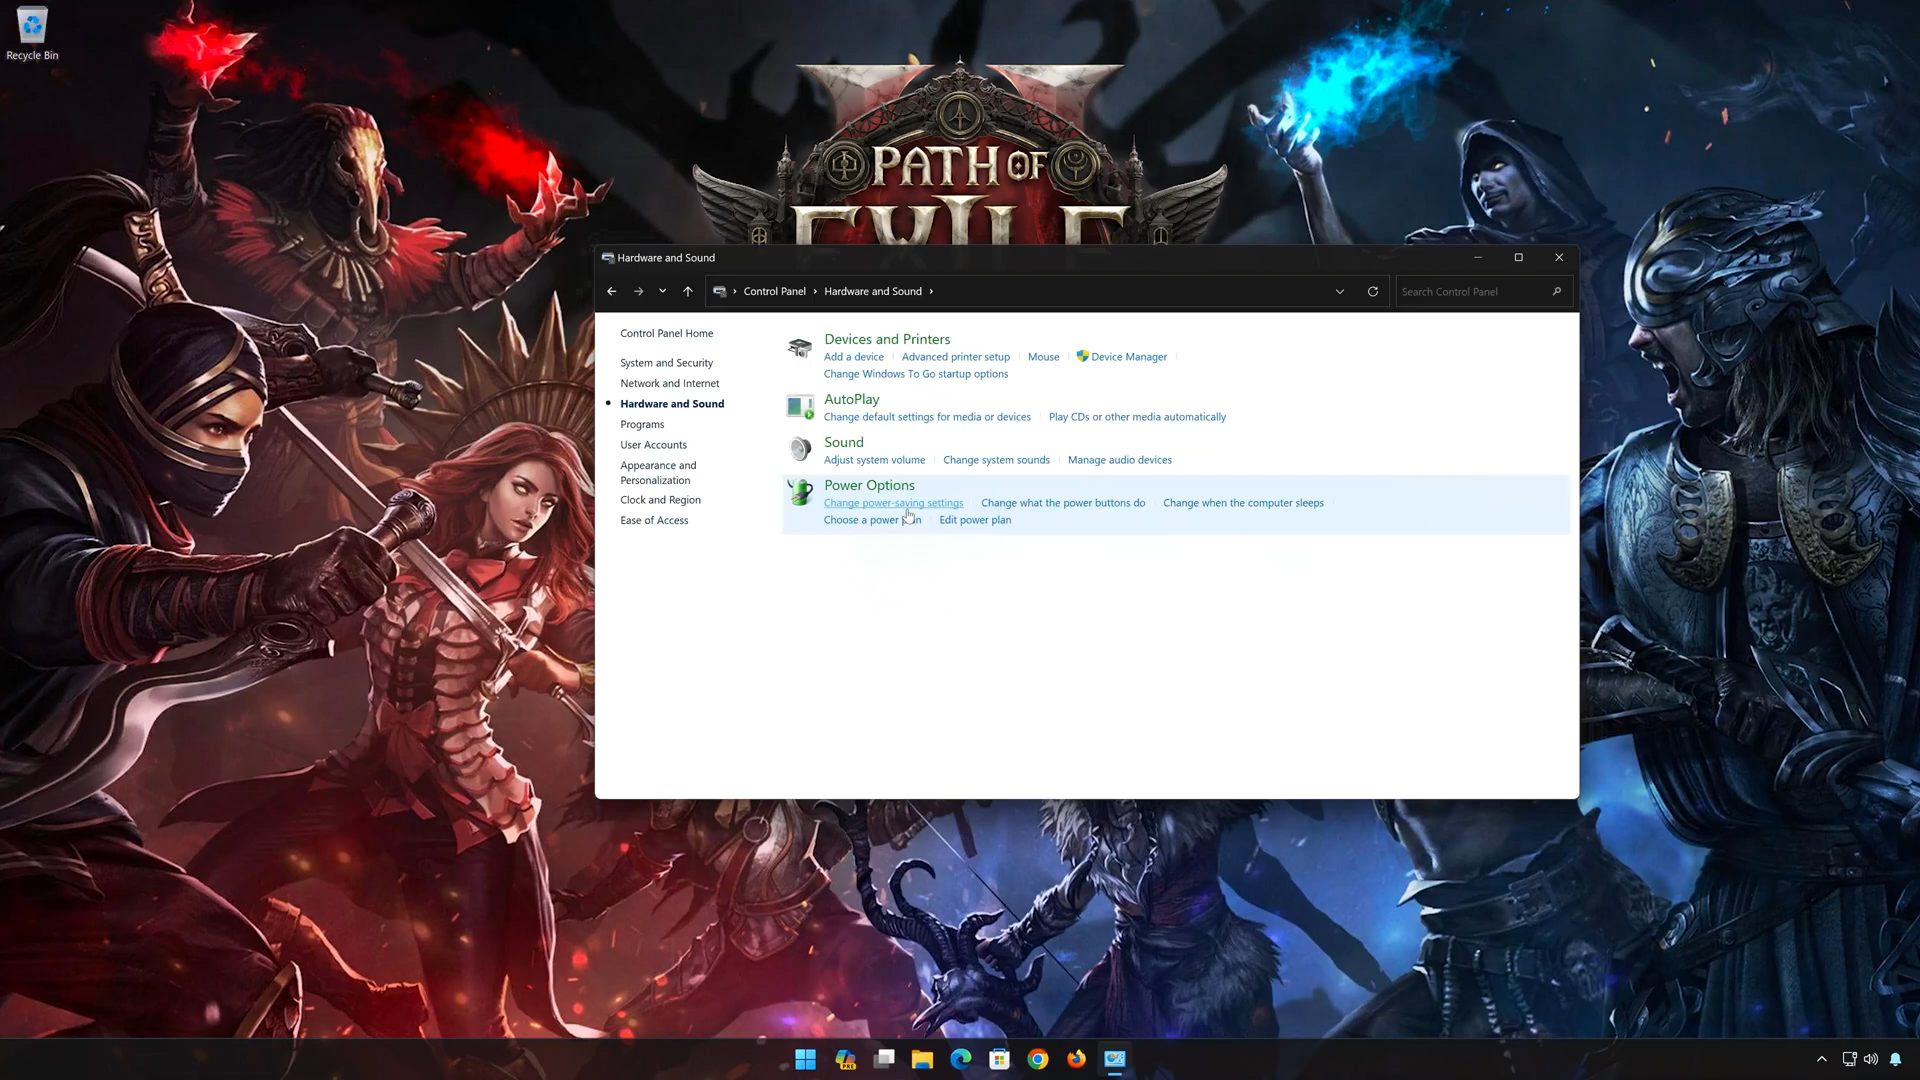 Recycle Bin
PATH OF
EXILE
Hardware and Sound
Control Panel
Hardware and Sound
Search Control Panel
Control Panel Home
System and Security
Network and Internet
Hardware and Sound
Programs
User Accounts
Appearance and
Personalization
Clock and Region
Ease of Access
Devices and Printers
Add a device
Advanced printer setup
Mouse
Device Manager
Change Windows To Go startup options
AutoPlay
Change default settings for media or devices
Play CDs or other media automatically
Sound
Adjust system volume
Change system sounds
Manage audio devices
Power Options
Change power-saving settings
Change what the power buttons do
Change when the computer sleeps
Choose a power plan
Edit power plan
PRE